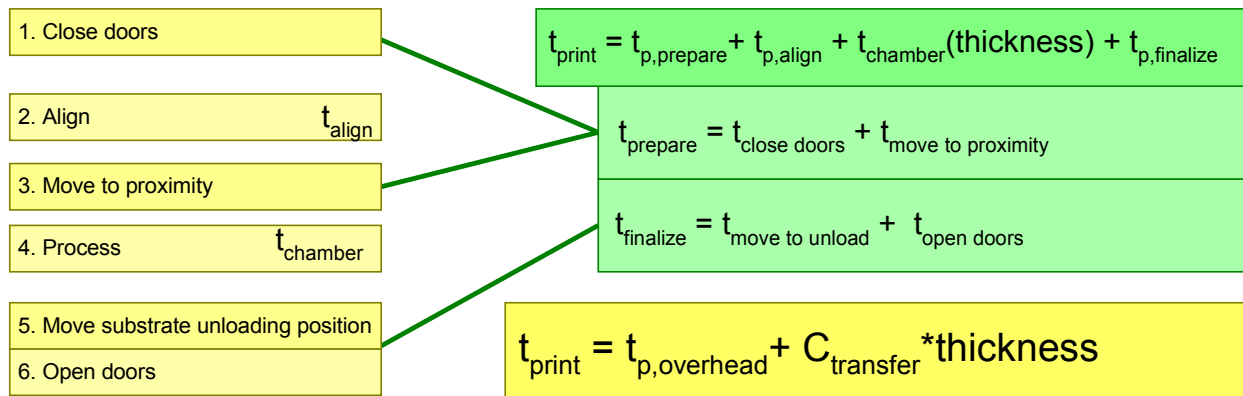 1. Close doors
2. Align t_align
3. Move to proximity
4. Process t_chamber
5. Move substrate unloading position
6. Open doors
t_print = t_p,prepare + t_p,align + t_chamber(thickness) + t_p,finalize
t_prepare = t_close doors + t_move to proximity
t_finalize = t_move to unload + t_open doors
t_print = t_p,overhead + C_transfer*thickness